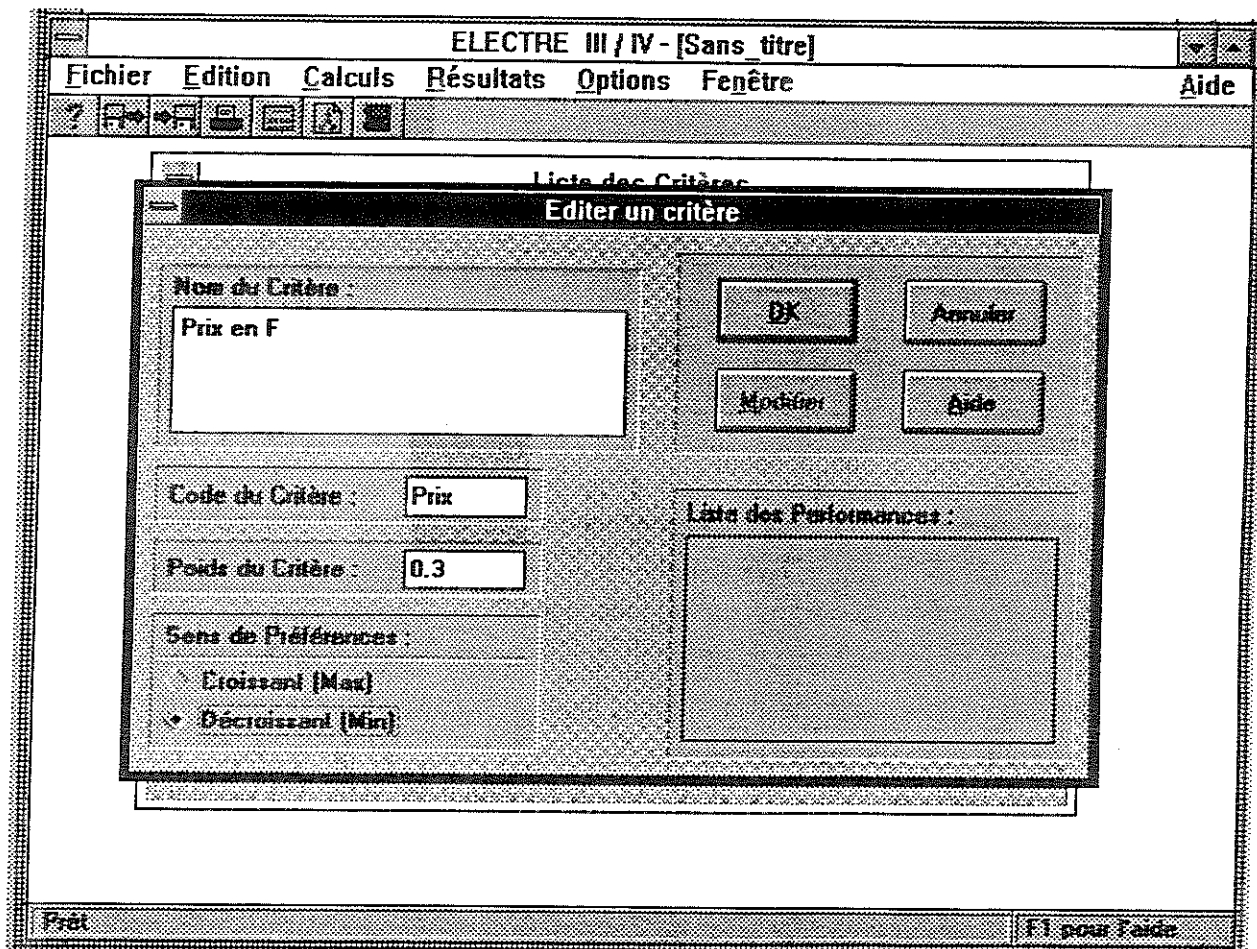 ELECTRE III / IV - [Sans_titre]
Fichier Edition Calculs Résultats Options Fenêtre Aide
?
Liste des Critères
Editer un critère
Nom du Critère :
Prix en F
OK Annuler
Modifier Aide
Code du Critère : Prix
Liste des Performances :
Poids du Critère : 0.3
Sens de Préférences :
Croissant (Max)
Décroissant (Min)
Prêt F1 pour l'aide